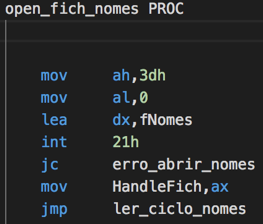 open_fich_nomes PROC
mov ah,3dh
mov al,0
lea dx,fNomes
int 21h
jc erro_abrir_nomes
mov HandleFich,ax
jmp ler_ciclo_nomes